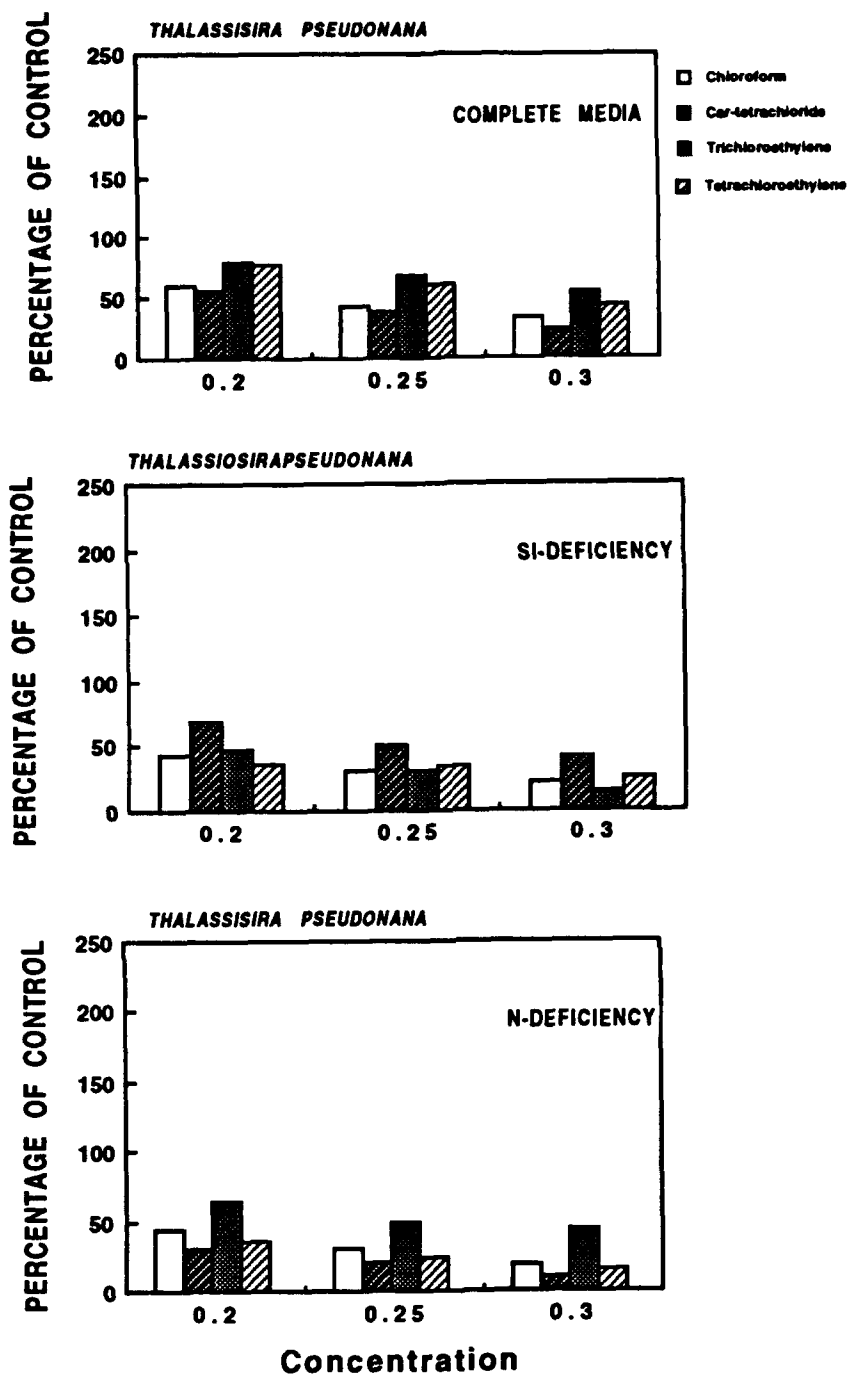 THALASSISIRA PSEUDONANA
PERCENTAGE OF CONTROL
250
200
150
100
50
0
COMPLETE MEDIA
Chloroform
Car-tetrachloride
Trichloroethylene
Tetrachloroethylene
0.2 0.25 0.3
THALASSIOSIRAPSEUDONANA
PERCENTAGE OF CONTROL
250
200
150
100
50
0
SI-DEFICIENCY
0.2 0.25 0.3
THALASSISIRA PSEUDONANA
PERCENTAGE OF CONTROL
250
200
150
100
50
0
N-DEFICIENCY
0.2 0.25 0.3
Concentration